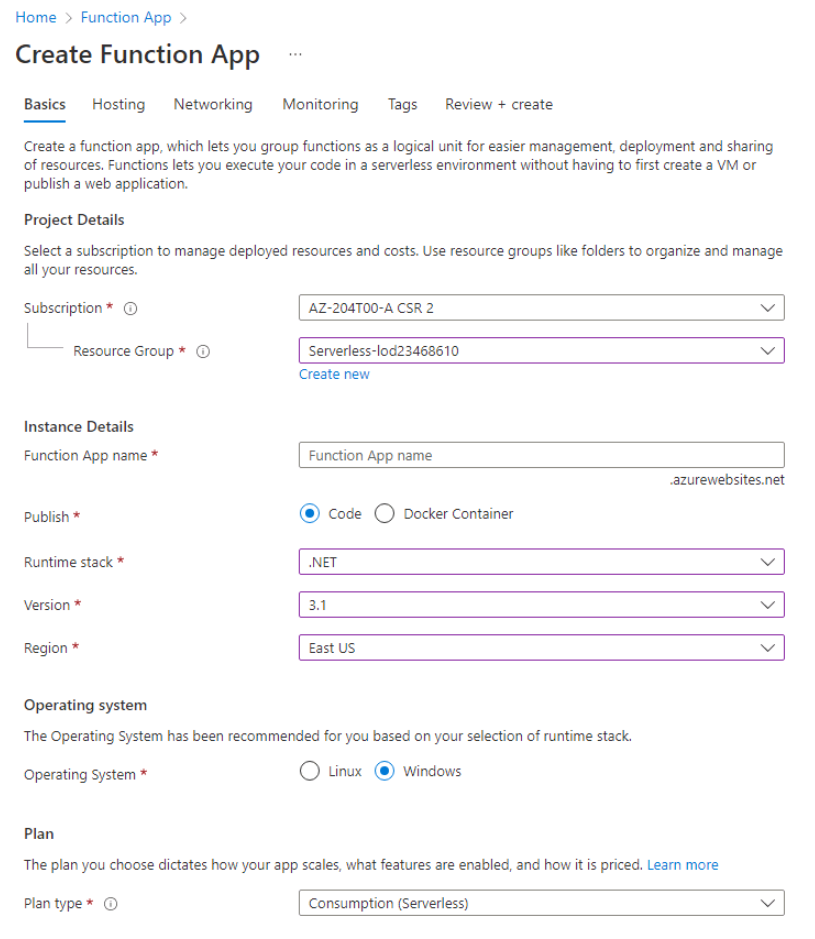 Home > Function App >
Create Function App ...
Basics Hosting Networking Monitoring Tags Review + create
Create a function app, which lets you group functions as a logical unit for easier management, deployment and sharing
of resources. Functions lets you execute your code in a serverless environment without having to first create a VM or
publish a web application.
Project Details
Select a subscription to manage deployed resources and costs. Use resource groups like folders to organize and manage
all your resources.
Subscription * AZ-204T00-A CSR 2
Resource Group * Serverless-lod23468610
Create new
Instance Details
Function App name * Function App name
.azurewebsites.net
Publish * Code Docker Container
Runtime stack * .NET
Version * 3.1
Region * East US
Operating system
The Operating System has been recommended for you based on your selection of runtime stack.
Operating System * Linux Windows
Plan
The plan you choose dictates how your app scales, what features are enabled, and how it is priced. Learn more
Plan type * Consumption (Serverless)